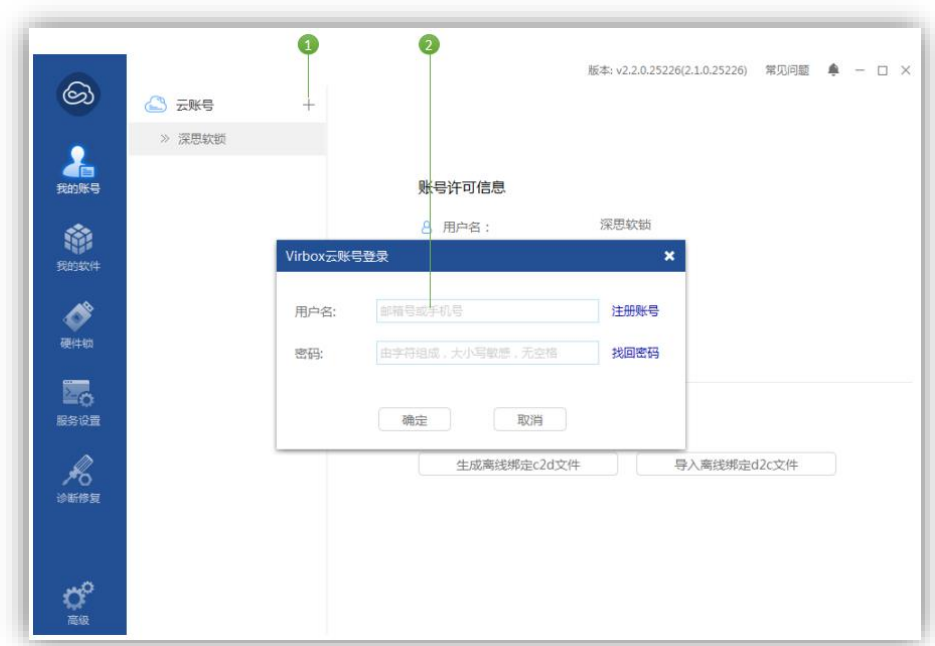 1
2
版本: v2.2.0.25226(2.1.0.25226) 常见问题
云账号
深思软锁
我的账号
账号许可信息
用户名：
深思软锁
我的软件
Virbox云账号登录
用户名:
邮箱号或手机号
注册账号
硬件锁
密码:
由字符组成，大小写敏感，无空格
找回密码
服务设置
确定
取消
生成离线绑定c2d文件
导入离线绑定d2c文件
诊断修复
高级